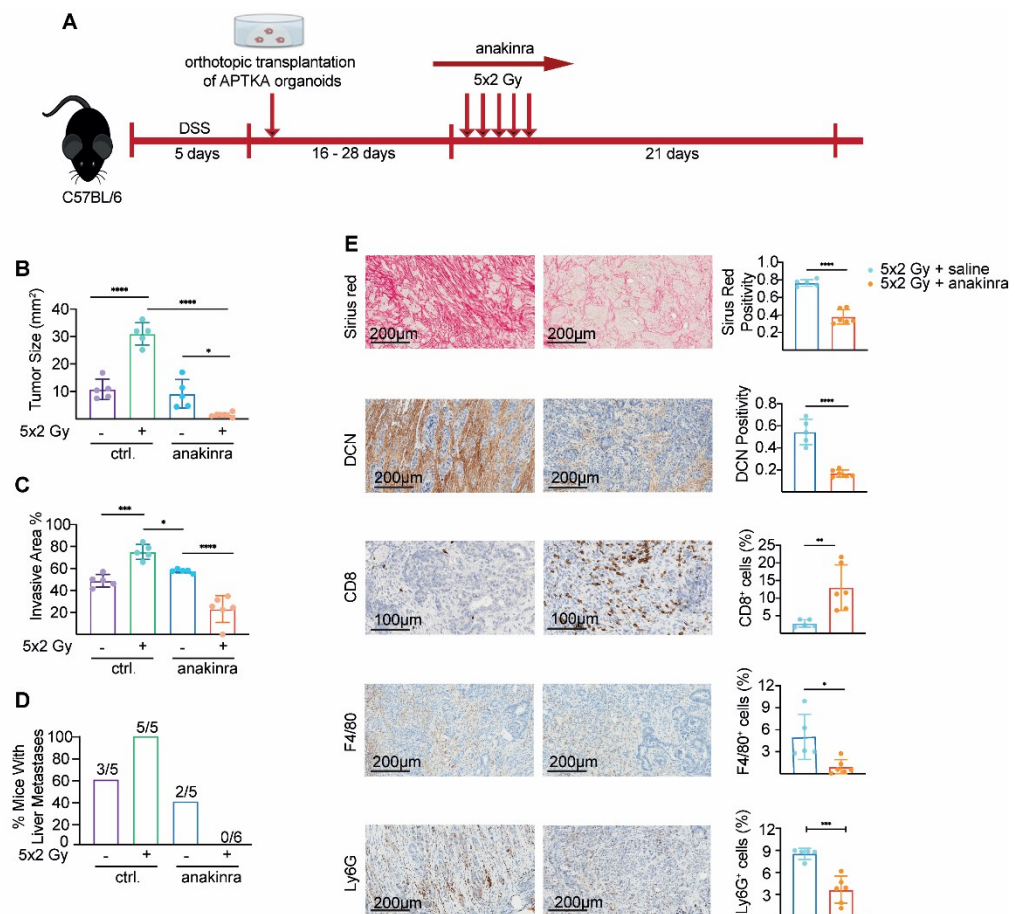 A
orthotopic transplantation
of APTKA organoids
anakinra
5x2 Gy
DSS
5 days
16 - 28 days
21 days
C57BL/6
B
Tumor Size (mm²)
40
30
20
10
****
****
*
5x2 Gy
- + - +
ctrl. anakinra
C
Invasive Area %
100
80
60
40
20
***
*
****
5x2 Gy
- + - +
ctrl. anakinra
D
% Mice With
Liver Metastases
100
80
60
40
20
0
3/5
5/5
2/5
0/6
5x2 Gy
- + - +
ctrl. anakinra
E
Sirius red
200µm
200µm
Sirius Red
Positivity
1.0
0.8
0.6
0.4
0.2
****
5x2 Gy + saline
5x2 Gy + anakinra
DCN
200µm
200µm
DCN Positivity
0.8
0.6
0.4
0.2
****
CD8
100µm
100µm
CD8⁺ cells (%)
25
20
15
10
5
**
F4/80
200µm
200µm
F4/80⁺ cells (%)
12
9
6
3
*
Ly6G
200µm
200µm
Ly6G⁺ cells (%)
12
9
6
3
***